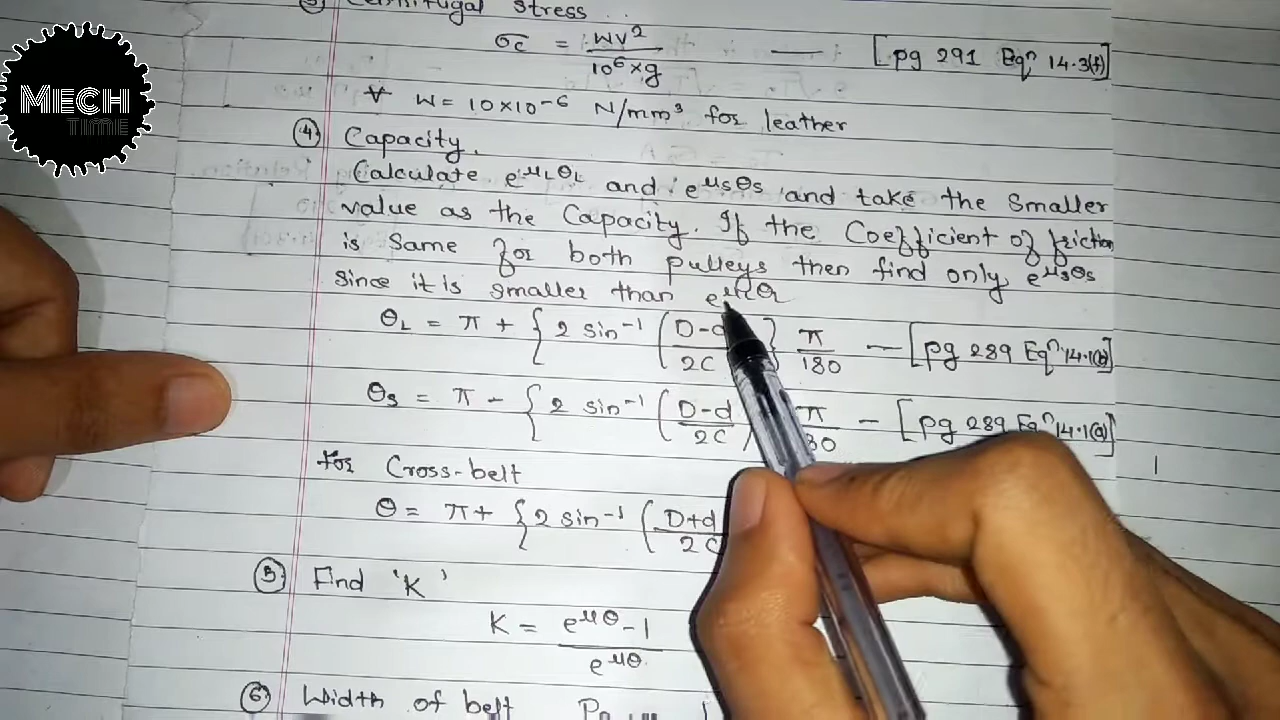 MECH
TIME
③ Centrifugal stress
σc = wv² / 10⁶ × g — [pg 291 Eqⁿ 14.3(f)]
∀ w = 10×10⁻⁶ N/mm³ for leather
④ Capacity.
Calculate e^μLθL and e^μsθs and take the smaller
value as the Capacity. If the Coefficient of friction
is same for both pulleys then find only e^μsθs
since it is smaller than
θL = π + { 2 sin⁻¹ ( D-d / 2C } π/180 — [pg 289 Eqⁿ 14.1(b)]
θs = π - { 2 sin⁻¹ ( D-d / 2C ) π — [pg 289 Eqⁿ 14.1(a)]
for Cross-belt
θ = π + { 2 sin⁻¹ ( D+d / 2C
⑤ Find 'K'
K = e^μθ - 1 / e^μθ
⑥ Width of belt